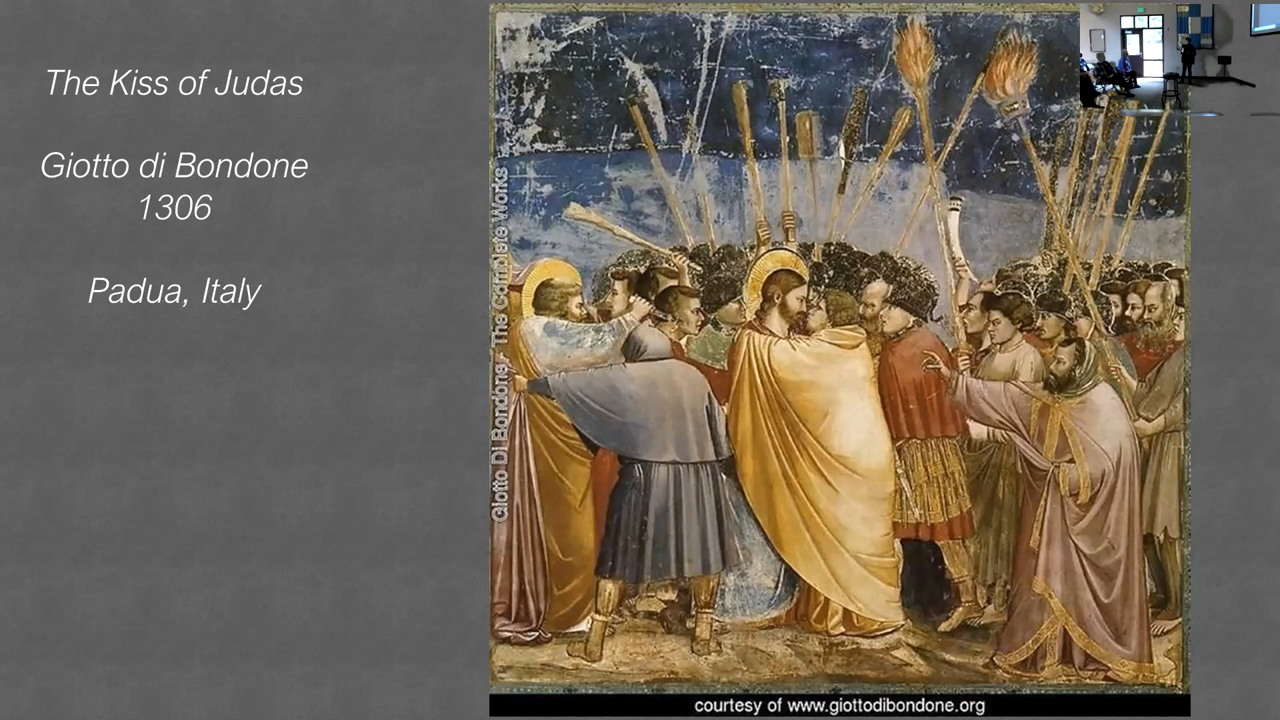 The Kiss of Judas
Giotto di Bondone
1306
Padua, Italy
Giotto Di Bondone, The Complete Works
courtesy of www.giottodibondone.org